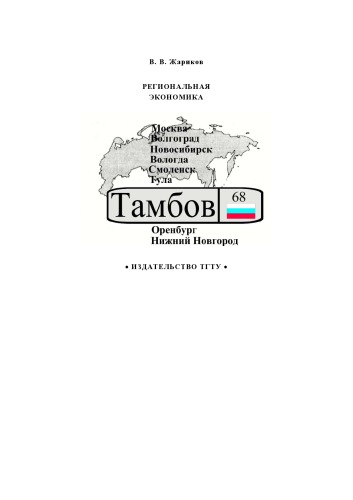 В. В. Жариков
РЕГИОНАЛЬНАЯ
ЭКОНОМИКА
Москва
Волгоград
Новосибирск
Вологда
Смоленск
Тула
Тамбов 68
Оренбург
Нижний Новгород
• ИЗДАТЕЛЬСТВО ТГТУ •